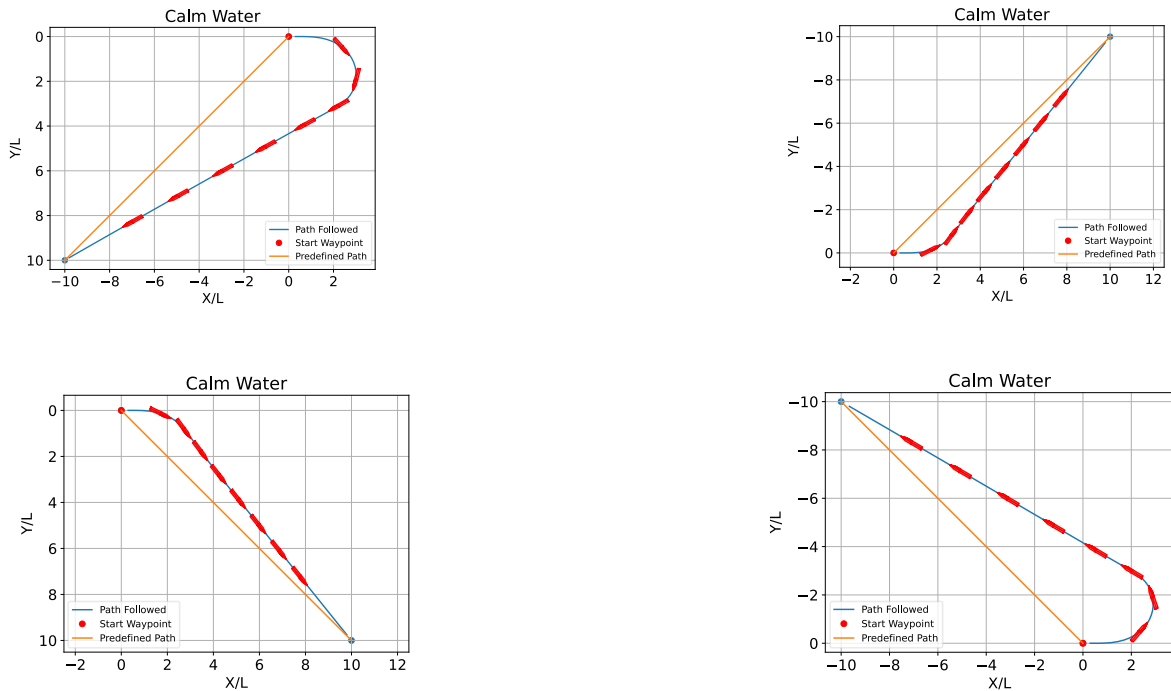 Calm Water
0
2
4
6
8
10
Y/L
−10 −8 −6 −4 −2 0 2
X/L
Path Followed
Start Waypoint
Predefined Path
Calm Water
−10
−8
−6
−4
−2
0
Y/L
−2 0 2 4 6 8 10 12
X/L
Path Followed
Start Waypoint
Predefined Path
Calm Water
0
2
4
6
8
10
Y/L
−2 0 2 4 6 8 10 12
X/L
Path Followed
Start Waypoint
Predefined Path
Calm Water
−10
−8
−6
−4
−2
0
Y/L
−10 −8 −6 −4 −2 0 2
X/L
Path Followed
Start Waypoint
Predefined Path